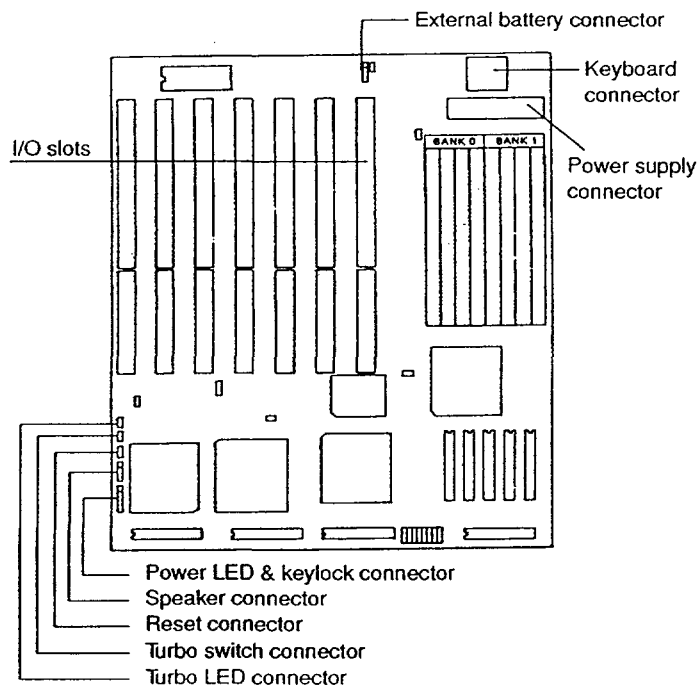 External battery connector
Keyboard
connector
I/O slots
BANK 0 BANK 1
Power supply
connector
Power LED & keylock connector
Speaker connector
Reset connector
Turbo switch connector
Turbo LED connector